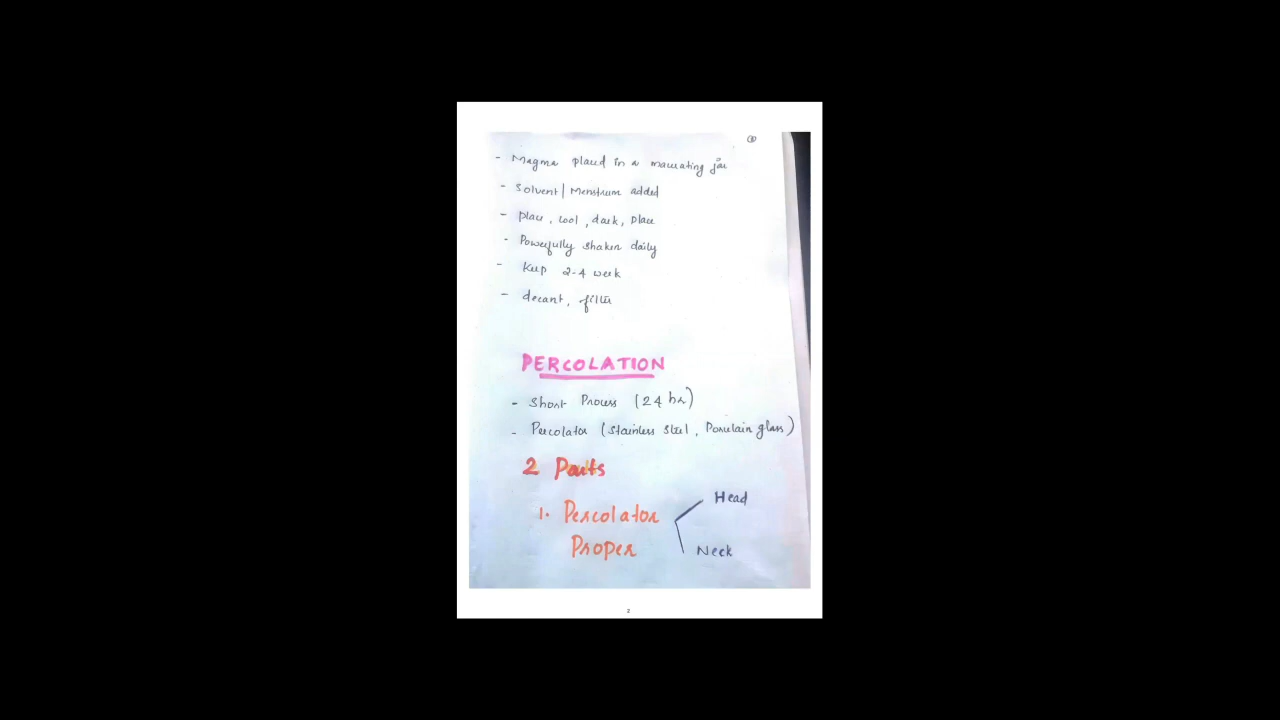 ③
- Magma placed in a macerating jar
- Solvent/Menstrum added
- place, cool, dark, place
- Powerfully shaken daily
- Keep 2-4 week
- decant, filter
PERCOLATION
- Short Process (24 hr)
- Percolator (Stainless steel, Porcelain glass)
2 Parts
1. Percolator Head
Proper Neck
2